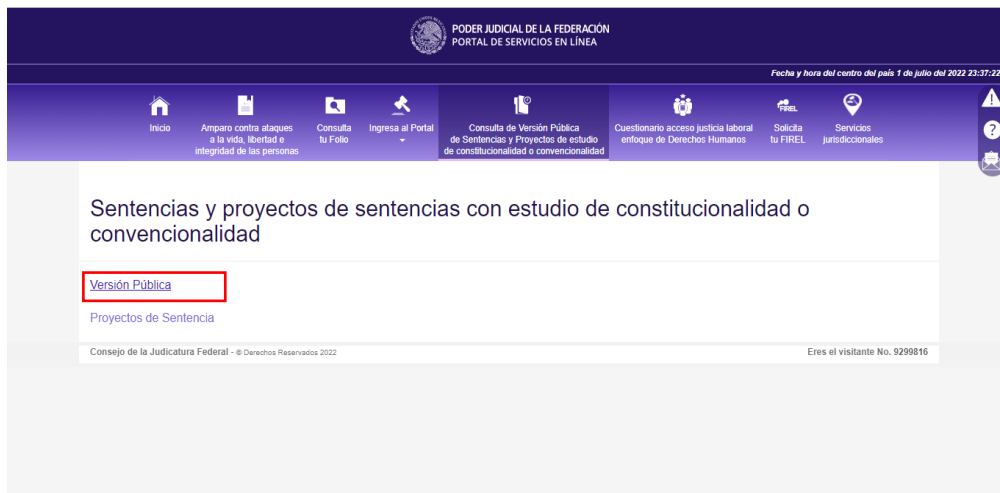 PODER JUDICIAL DE LA FEDERACIÓN
PORTAL DE SERVICIOS EN LÍNEA
Fecha y hora del centro del país 1 de julio del 2022 23:37:22
Inicio
Amparo contra ataques
a la vida, libertad e
integridad de las personas
Consulta
tu Folio
Ingresa al Portal
Consulta de Versión Pública
de Sentencias y Proyectos de estudio
de constitucionalidad o convencionalidad
Cuestionario acceso justicia laboral
enfoque de Derechos Humanos
FIREL
Solicita
tu FIREL
Servicios
jurisdiccionales
Sentencias y proyectos de sentencias con estudio de constitucionalidad o
convencionalidad
Versión Pública
Proyectos de Sentencia
Consejo de la Judicatura Federal - © Derechos Reservados 2022
Eres el visitante No. 9299816